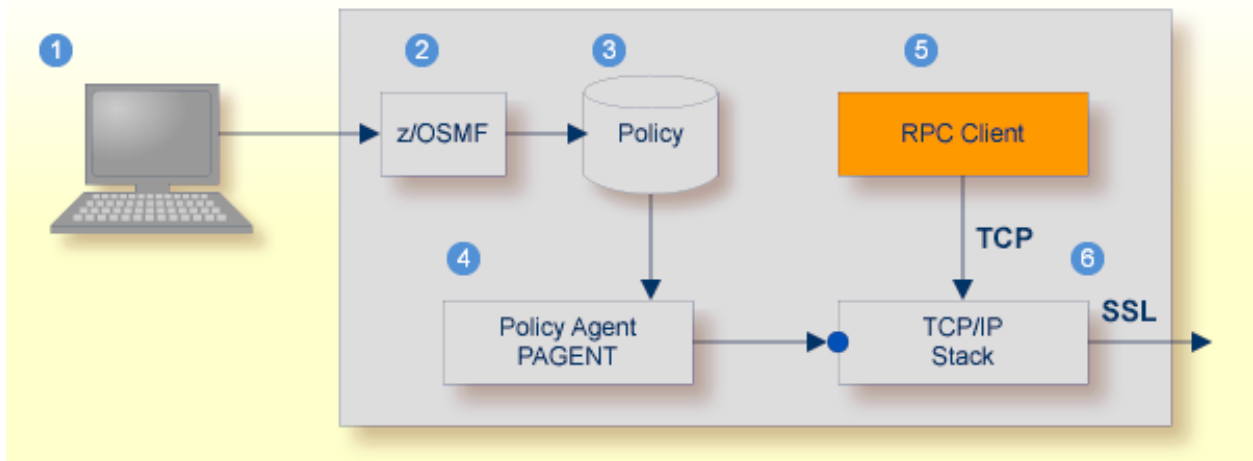 1
2
3
5
z/OSMF
Policy
RPC Client
4
TCP
6
Policy Agent
PAGENT
TCP/IP
Stack
SSL